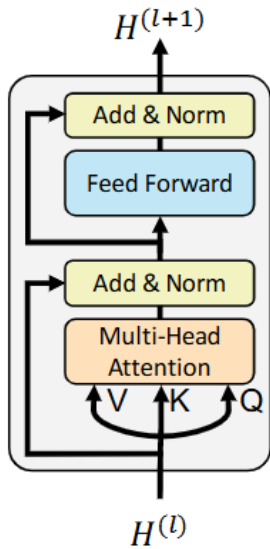 H^{(l+1)}
Add & Norm
Feed Forward
Add & Norm
Multi-Head
Attention
V K Q
H^{(l)}